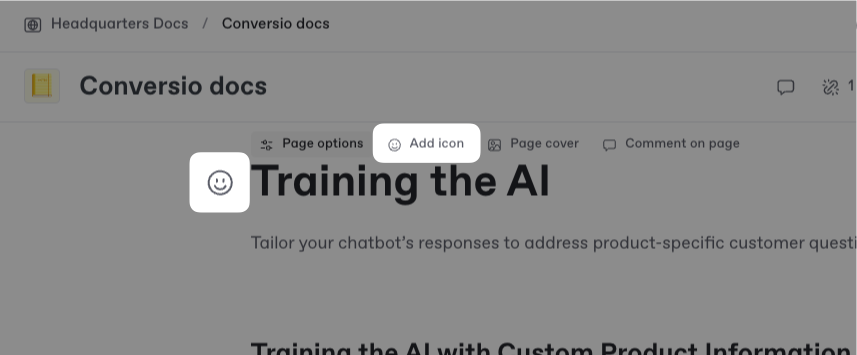 Headquarters Docs / Conversio docs
Conversio docs
1
Page options Add icon Page cover Comment on page
Training the AI
Tailor your chatbot's responses to address product-specific customer questi
Training the AI with Custom Product Information